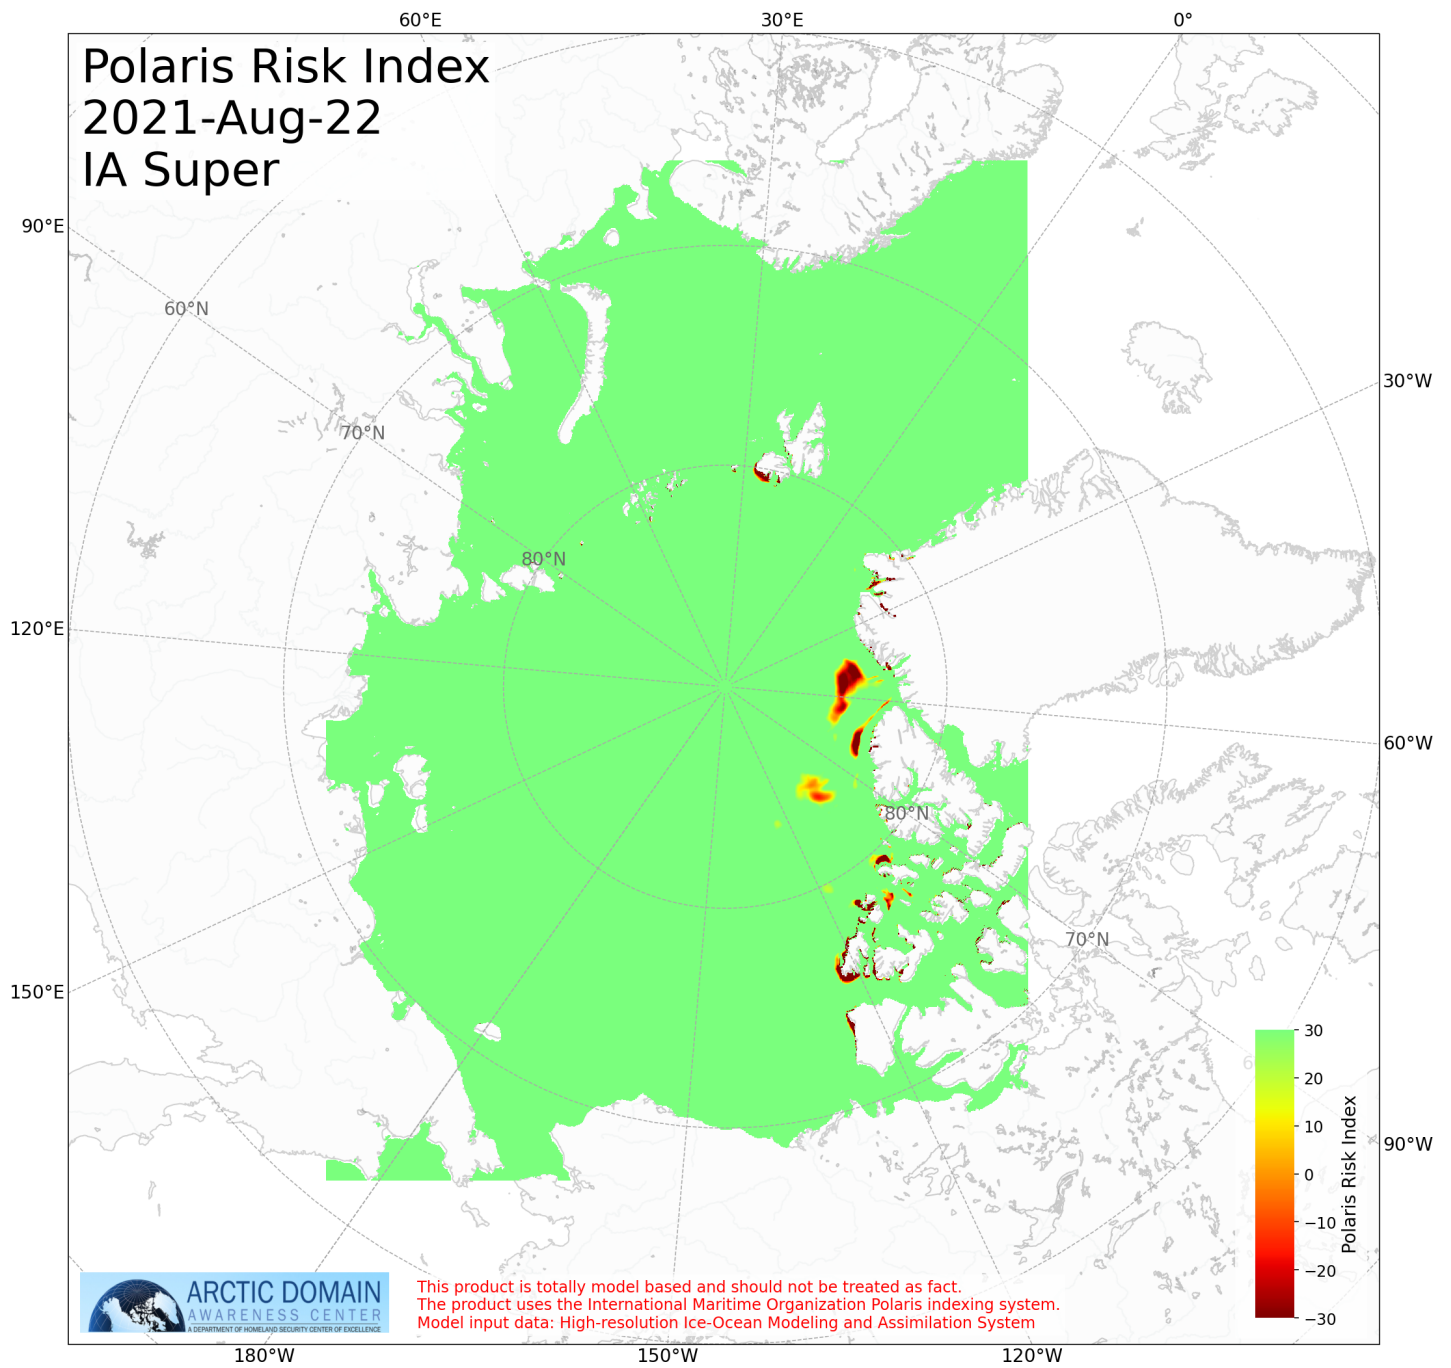 60°E
30°E
0°
Polaris Risk Index
2021-Aug-22
IA Super
90°E
60°N
30°W
70°N
80°N
120°E
60°W
80°N
70°N
150°E
30
20
10
0
−10
−20
−30
Polaris Risk Index
90°W
ARCTIC DOMAIN
AWARENESS CENTER
A DEPARTMENT OF HOMELAND SECURITY CENTER OF EXCELLENCE
This product is totally model based and should not be treated as fact.
The product uses the International Maritime Organization Polaris indexing system.
Model input data: High-resolution Ice-Ocean Modeling and Assimilation System
180°W
150°W
120°W